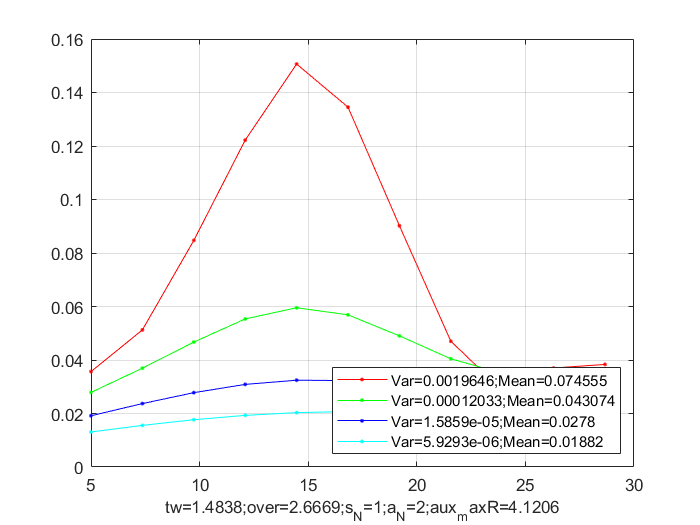 0.16
0.14
0.12
0.1
0.08
0.06
0.04
0.02
0
5 10 15 20 25 30
Var=0.0019646;Mean=0.074555
Var=0.00012033;Mean=0.043074
Var=1.5859e-05;Mean=0.0278
Var=5.9293e-06;Mean=0.01882
tw=1.4838;over=2.6669;s_N=1;a_N=2;aux_maxR=4.1206